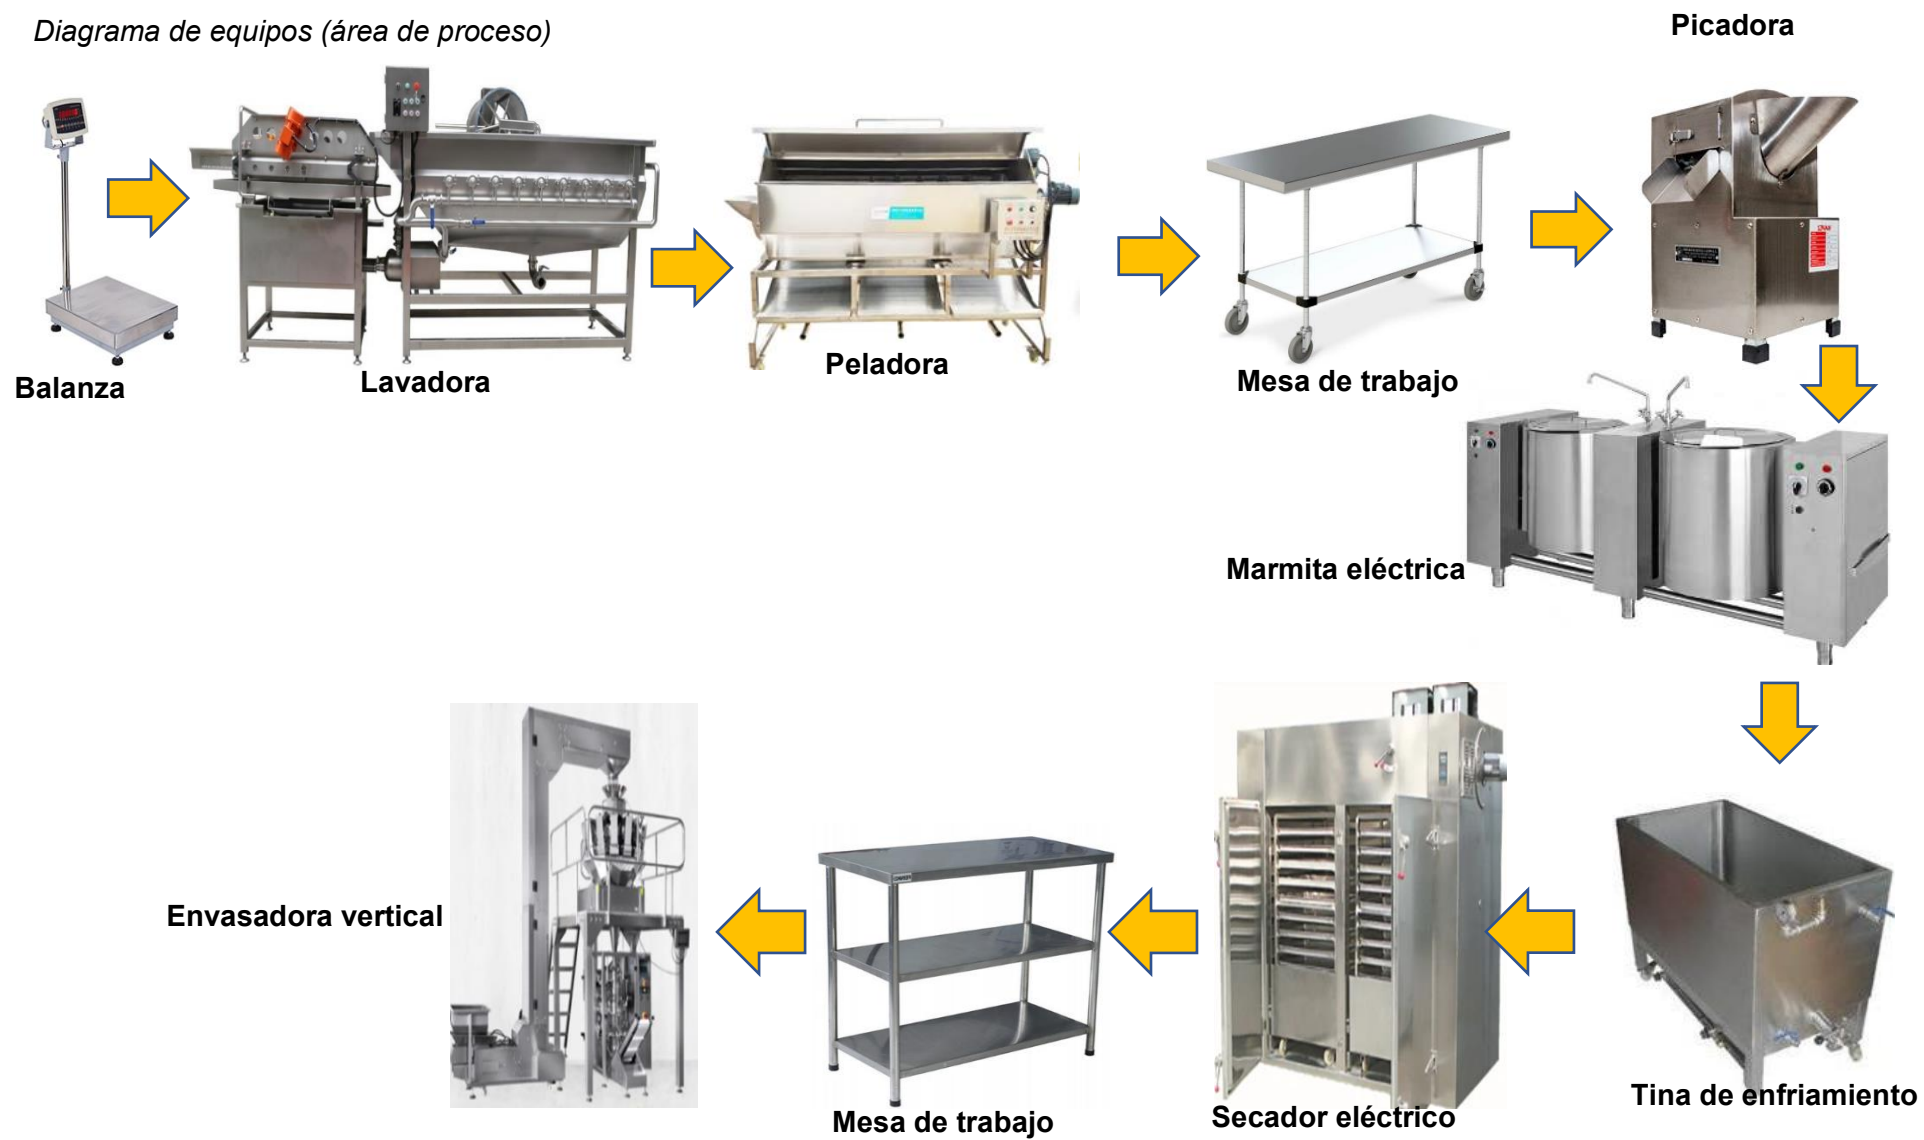 Diagrama de equipos (área de proceso)
Picadora
Balanza
Lavadora
Peladora
Mesa de trabajo
Marmita eléctrica
Envasadora vertical
Mesa de trabajo
Secador eléctrico
Tina de enfriamiento